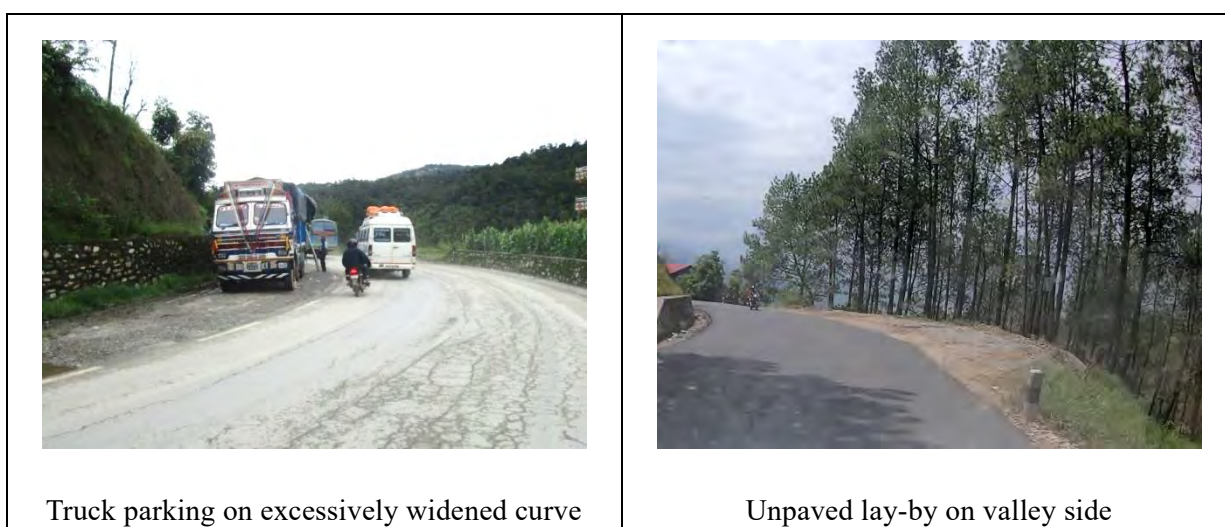 Truck parking on excessively widened curve
Unpaved lay-by on valley side